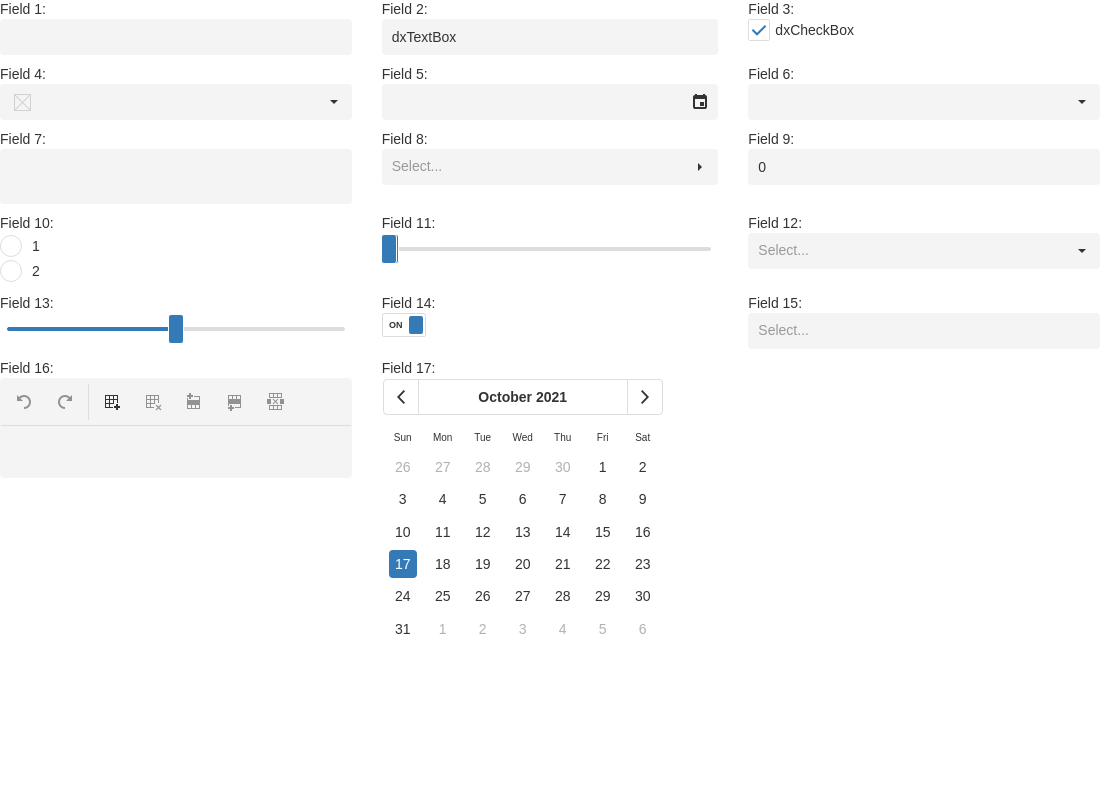 Field 1: Field 2: Field 3:
dxTextBox dxCheckBox
Field 4: Field 5: Field 6:
Field 7: Field 8: Field 9:
Select... 0
Field 10: Field 11: Field 12:
1
Select...
2
Field 13: Field 14: Field 15:
ON Select...
Field 16: Field 17:
October 2021
Sun Mon Tue Wed Thu Fri Sat
26 27 28 29 30 1 2
3 4 5 6 7 8 9
10 11 12 13 14 15 16
17 18 19 20 21 22 23
24 25 26 27 28 29 30
31 1 2 3 4 5 6